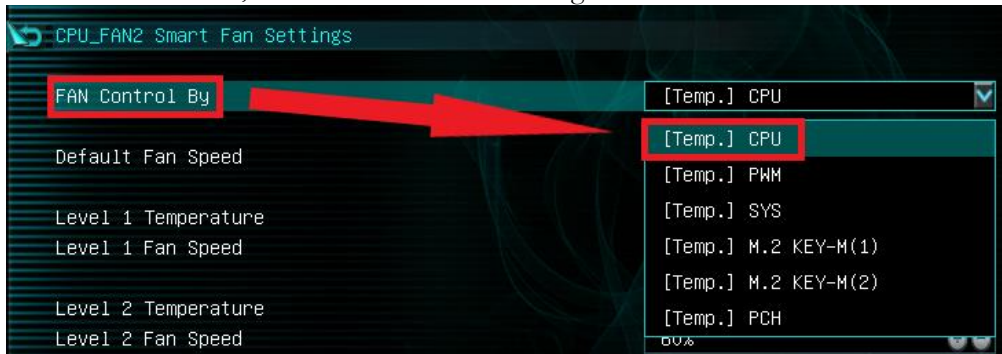 CPU_FAN2 Smart Fan Settings
FAN Control By
[Temp.] CPU
[Temp.] CPU
Default Fan Speed
[Temp.] PWM
[Temp.] SYS
Level 1 Temperature
Level 1 Fan Speed
[Temp.] M.2 KEY-M(1)
[Temp.] M.2 KEY-M(2)
Level 2 Temperature
[Temp.] PCH
Level 2 Fan Speed
60%